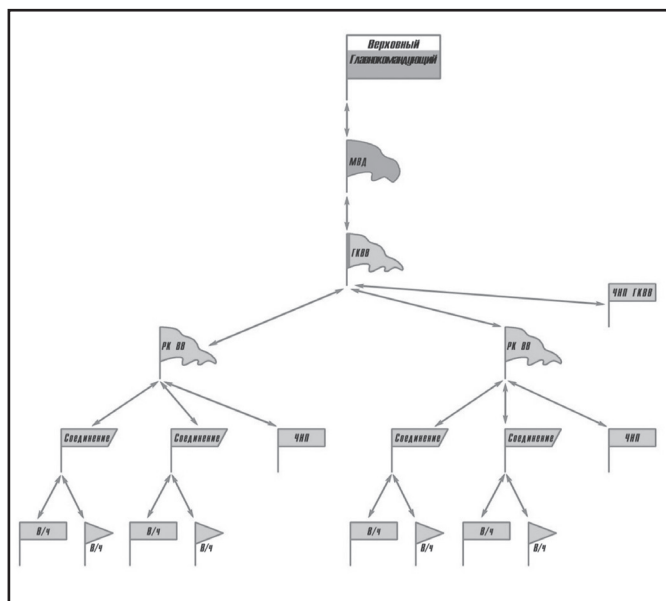 Верховный
Главнокомандующий
МВД
ГКВВ
ЧНП ГКВВ
РК ВВ
РК ВВ
Соединение
Соединение
ЧНП
Соединение
Соединение
ЧНП
В/ч
В/ч
В/ч
В/ч
В/ч
В/ч
В/ч
В/ч